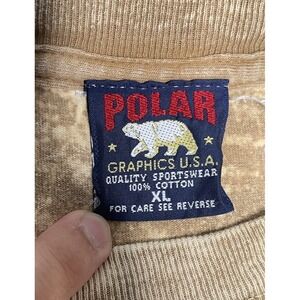 POLAR
GRAPHICS U.S.A.
QUALITY SPORTSWEAR
100% COTTON
XL
FOR CARE SEE REVERSE